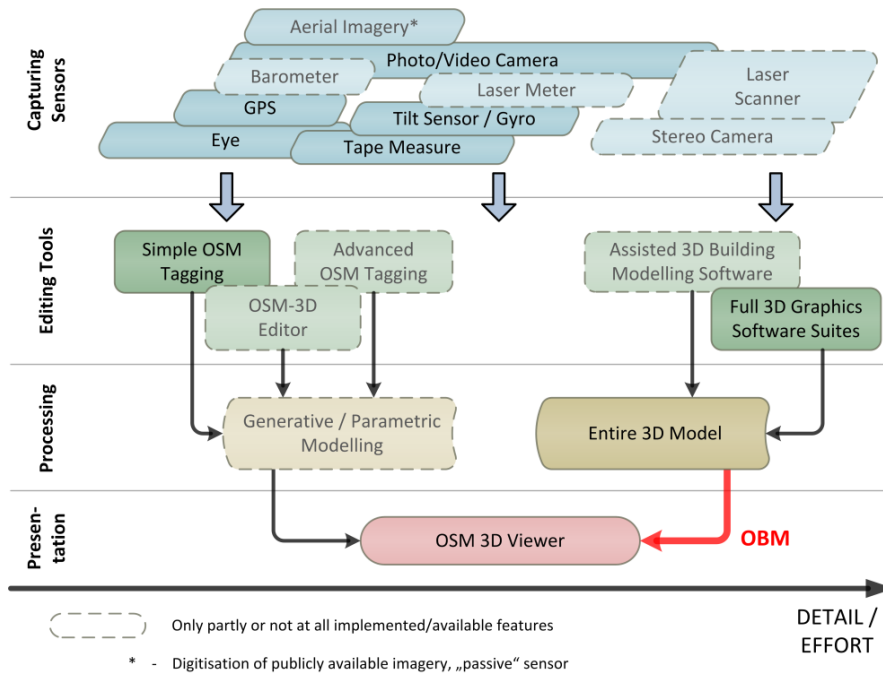 Capturing
Sensors
Aerial Imagery*
Photo/Video Camera
Barometer
Laser Meter
Laser
Scanner
GPS
Tilt Sensor / Gyro
Stereo Camera
Eye
Tape Measure
Editing Tools
Simple OSM
Tagging
Advanced
OSM Tagging
OSM-3D
Editor
Assisted 3D Building
Modelling Software
Full 3D Graphics
Software Suites
Processing
Generative / Parametric
Modelling
Entire 3D Model
Presen-
tation
OSM 3D Viewer
OBM
DETAIL /
EFFORT
Only partly or not at all implemented/available features
* - Digitisation of publicly available imagery, „passive“ sensor